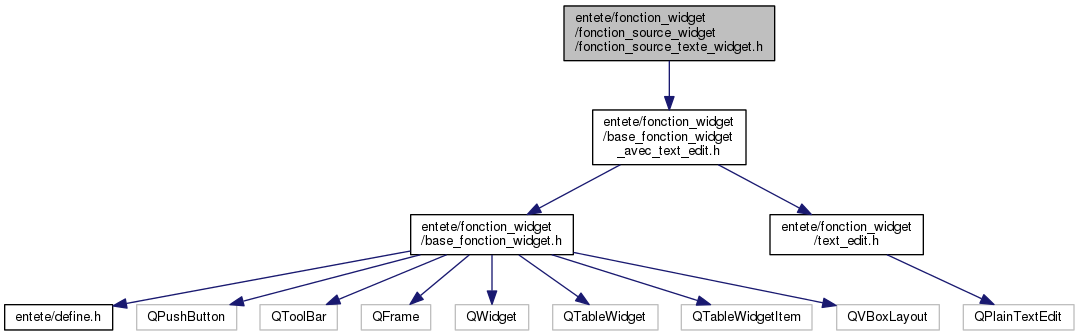 entete/fonction_widget
/fonction_source_widget
/fonction_source_texte_widget.h
entete/fonction_widget
/base_fonction_widget
_avec_text_edit.h
entete/fonction_widget
/base_fonction_widget.h
entete/fonction_widget
/text_edit.h
entete/define.h
QPushButton
QToolBar
QFrame
QWidget
QTableWidget
QTableWidgetItem
QVBoxLayout
QPlainTextEdit